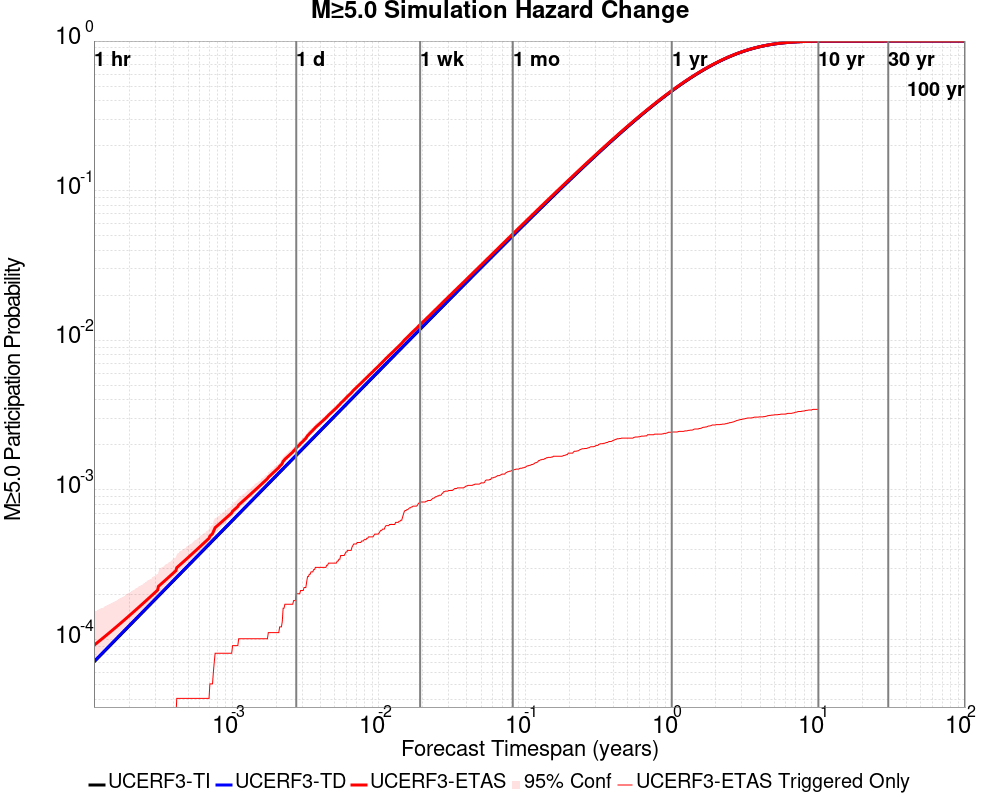 M≥5.0 Simulation Hazard Change
10^0
1 hr 1 d 1 wk 1 mo 1 yr 10 yr 30 yr
100 yr
10^-1
10^-2
10^-3
10^-4
M≥5.0 Participation Probability
10^-3 10^-2 10^-1 10^0 10^1 10^2
Forecast Timespan (years)
UCERF3-TI UCERF3-TD UCERF3-ETAS 95% Conf UCERF3-ETAS Triggered Only